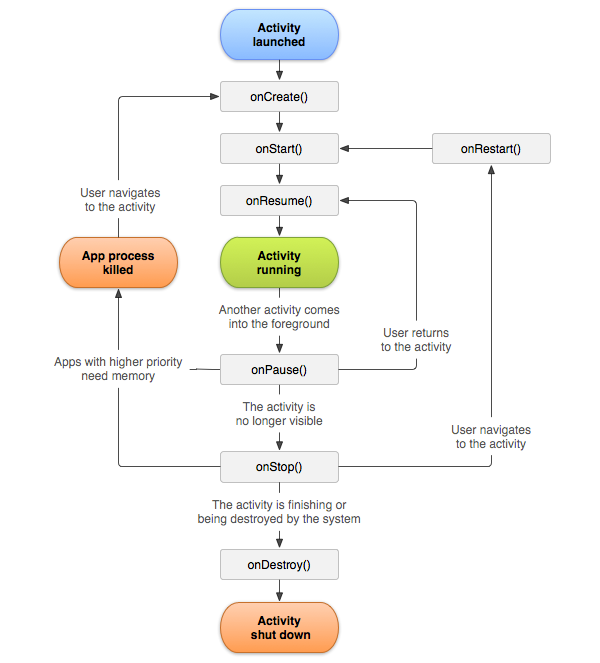 Activity
launched
onCreate()
onStart()
onRestart()
onResume()
User navigates
to the activity
App process
killed
Activity
running
Another activity comes
into the foreground
User returns
to the activity
Apps with higher priority
need memory
onPause()
The activity is
no longer visible
User navigates
to the activity
onStop()
The activity is finishing or
being destroyed by the system
onDestroy()
Activity
shut down